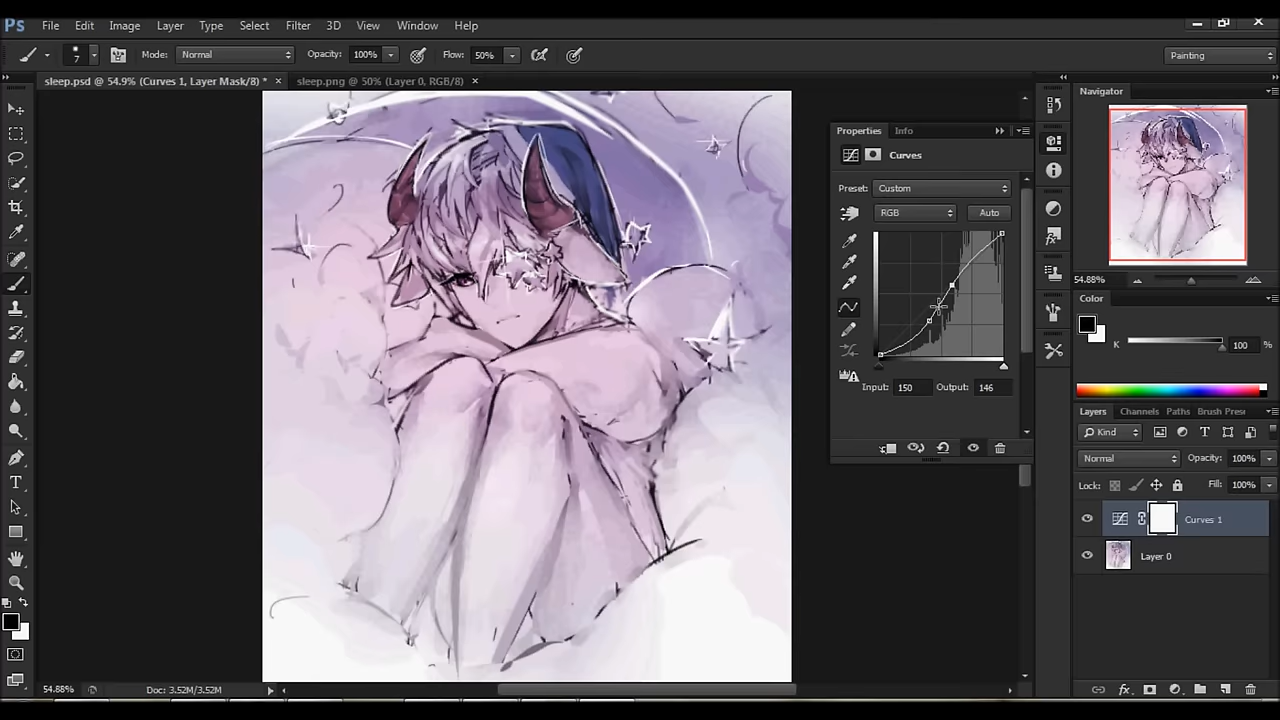 Ps File Edit Image Layer Type Select Filter 3D View Window Help
7 Mode: Normal Opacity: 100% Flow: 50% Painting
sleep.psd @ 54.9% (Curves 1, Layer Mask/8) * × sleep.png @ 50% (Layer 0, RGB/8) ×
Navigator
Properties Info
Curves
Preset: Custom
RGB Auto
54.88%
Color
K 100 %
Input: 150 Output: 146
Layers Channels Paths Brush Prese
Kind
Normal Opacity: 100%
Lock: Fill: 100%
Curves 1
Layer 0
54.88% Doc: 3.52M/3.52M